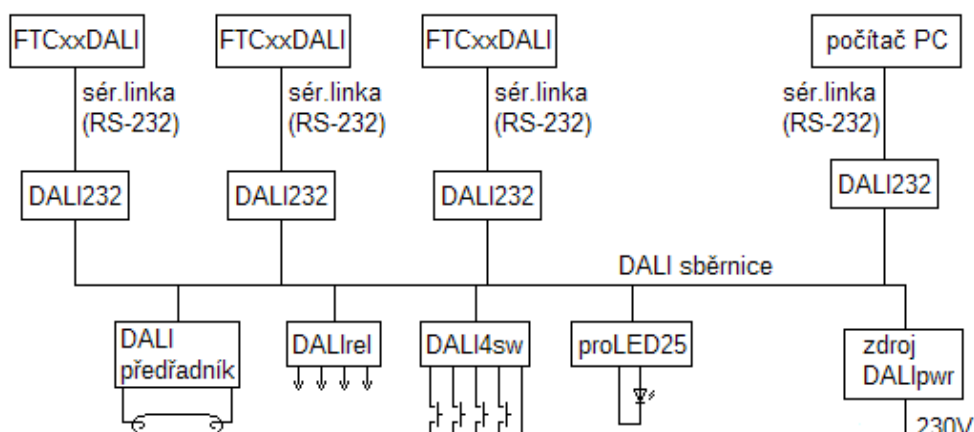 FTCxxDALI
FTCxxDALI
FTCxxDALI
počítač PC
sér.linka
(RS-232)
sér.linka
(RS-232)
sér.linka
(RS-232)
sér.linka
(RS-232)
DALI232
DALI232
DALI232
DALI232
DALI sběrnice
DALI
předřadník
DALIrel
DALI4sw
proLED25
zdroj
DALIpwr
230V